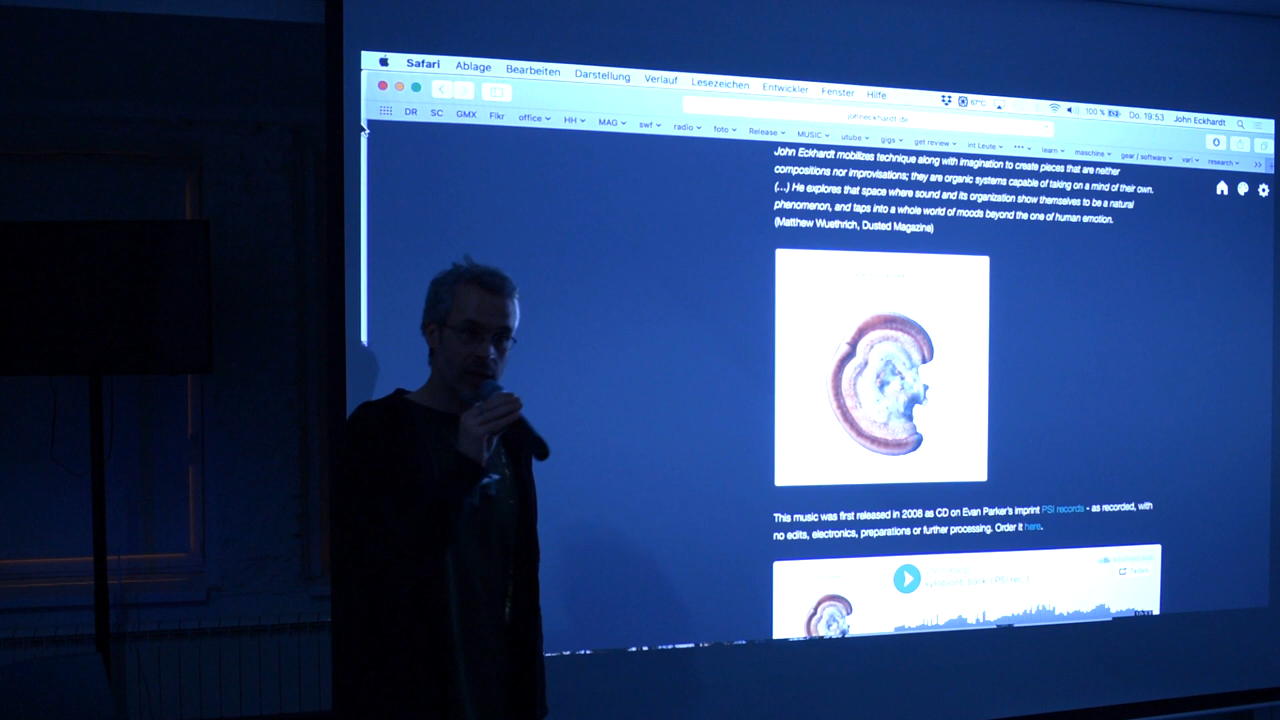 Safari Ablage Bearbeiten Darstellung Verlauf Lesezeichen Entwickler Fenster Hilfe 67°C 100 % Do. 19:53 John Eckhardt
johneckhardt.de
DR SC GMX Flkr office HH MAG swf radio foto Release MUSIC utube gigs get review int Leute *** learn maschine gear / software vari research
John Eckhardt mobilizes technique along with imagination to create pieces that are neither
compositions nor improvisations; they are organic systems capable of taking on a mind of their own.
(...) He explores that space where sound and its organization show themselves to be a natural
phenomenon, and taps into a whole world of moods beyond the one of human emotion.
(Matthew Wuethrich, Dusted Magazine)
This music was first released in 2008 as CD on Evan Parker's imprint PSI records - as recorded, with
no edits, electronics, preparations or further processing. Order it here.